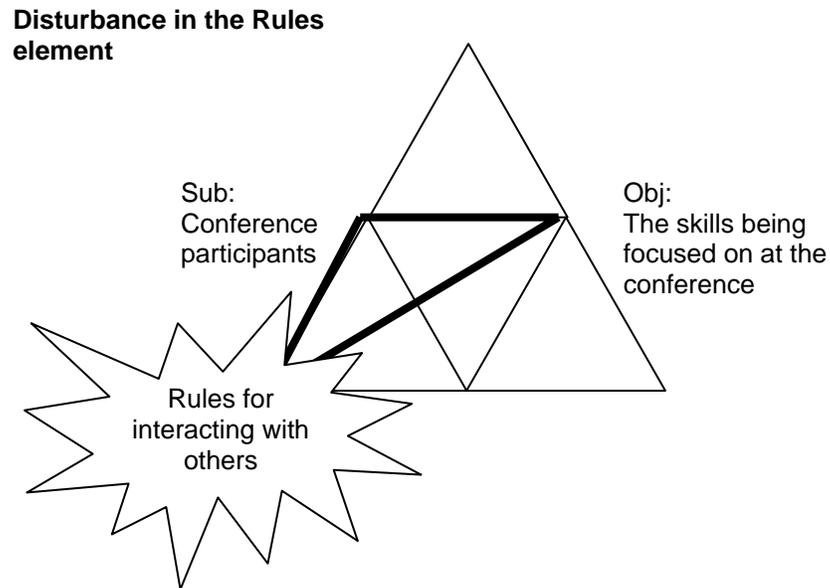 Disturbance in the Rules
element
Sub:
Conference
participants
Obj:
The skills being
focused on at the
conference
Rules for
interacting with
others